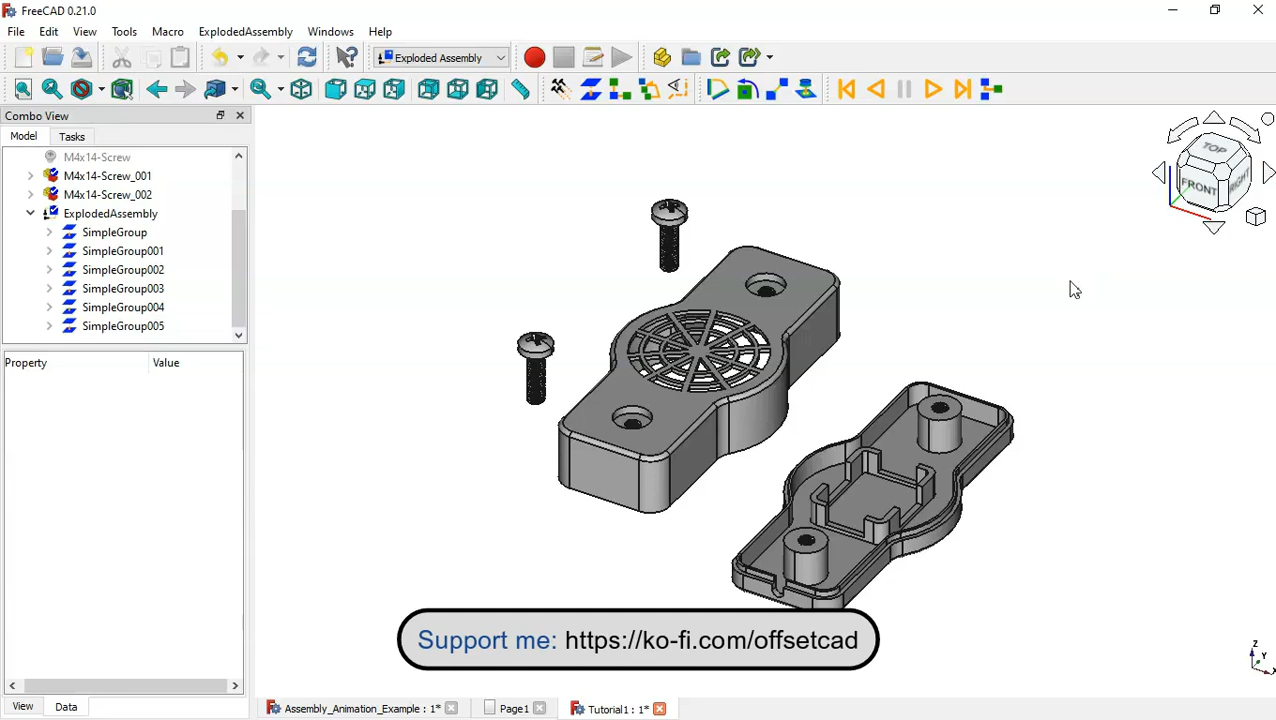 FreeCAD 0.21.0
File Edit View Tools Macro ExplodedAssembly Windows Help
Exploded Assembly
Combo View
Model Tasks
M4x14-Screw
M4x14-Screw_001
M4x14-Screw_002
ExplodedAssembly
SimpleGroup
SimpleGroup001
SimpleGroup002
SimpleGroup003
SimpleGroup004
SimpleGroup005
Property Value
TOP
FRONT
RIGHT
Support me: https://ko-fi.com/offsetcad
Z
Y
X
View Data
Assembly_Animation_Example : 1*
Page1
Tutorial1 : 1*